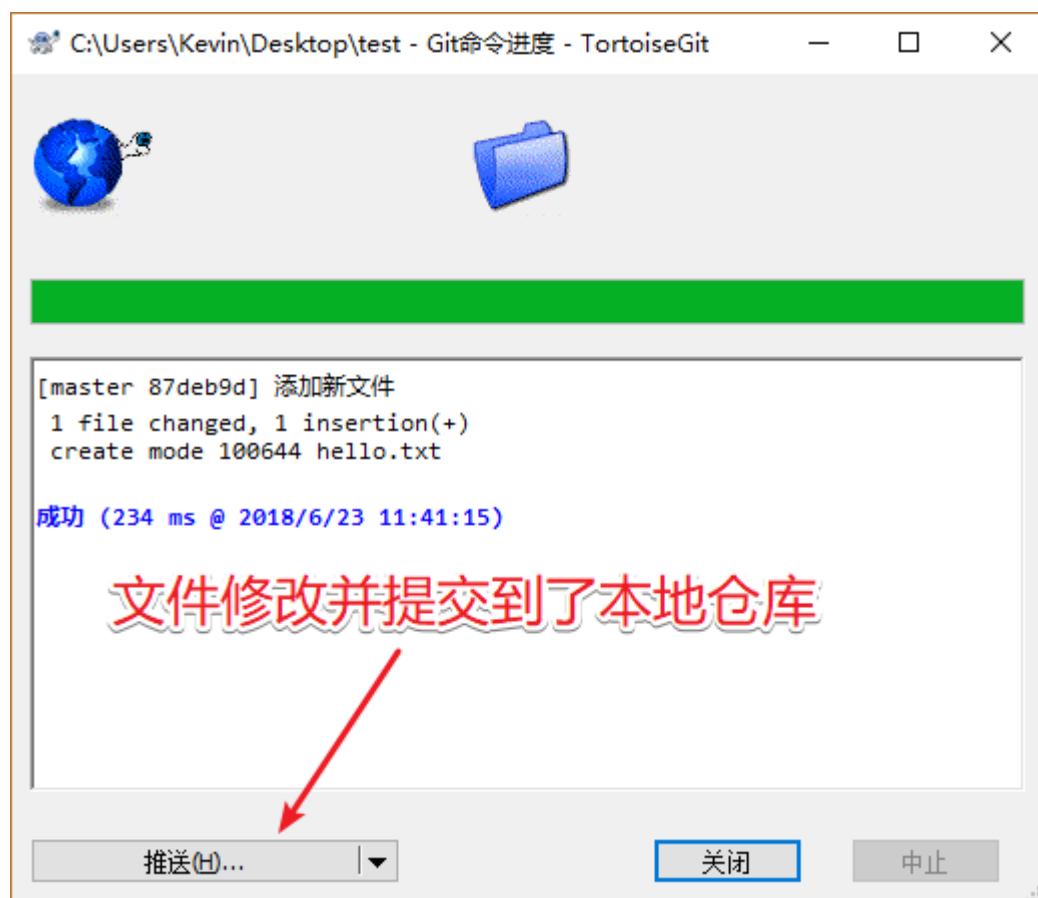 C:\Users\Kevin\Desktop\test - Git命令进度 - TortoiseGit
[master 87deb9d] 添加新文件
1 file changed, 1 insertion(+)
create mode 100644 hello.txt
成功 (234 ms @ 2018/6/23 11:41:15)
文件修改并提交到了本地仓库
推送(H)...
关闭
中止